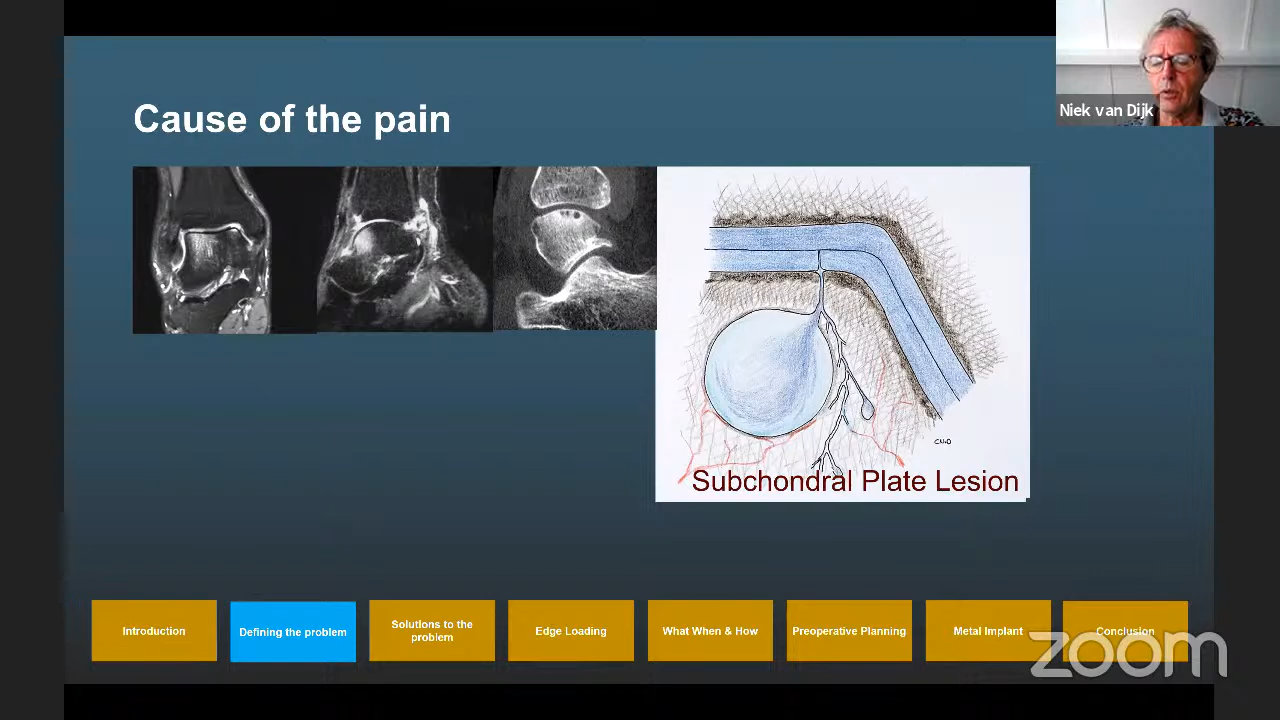 Niek van Dijk
Cause of the pain
Subchondral Plate Lesion
Introduction
Defining the problem
Solutions to the
problem
Edge Loading
What When & How
Preoperative Planning
Metal Implant
Conclusion
zoom